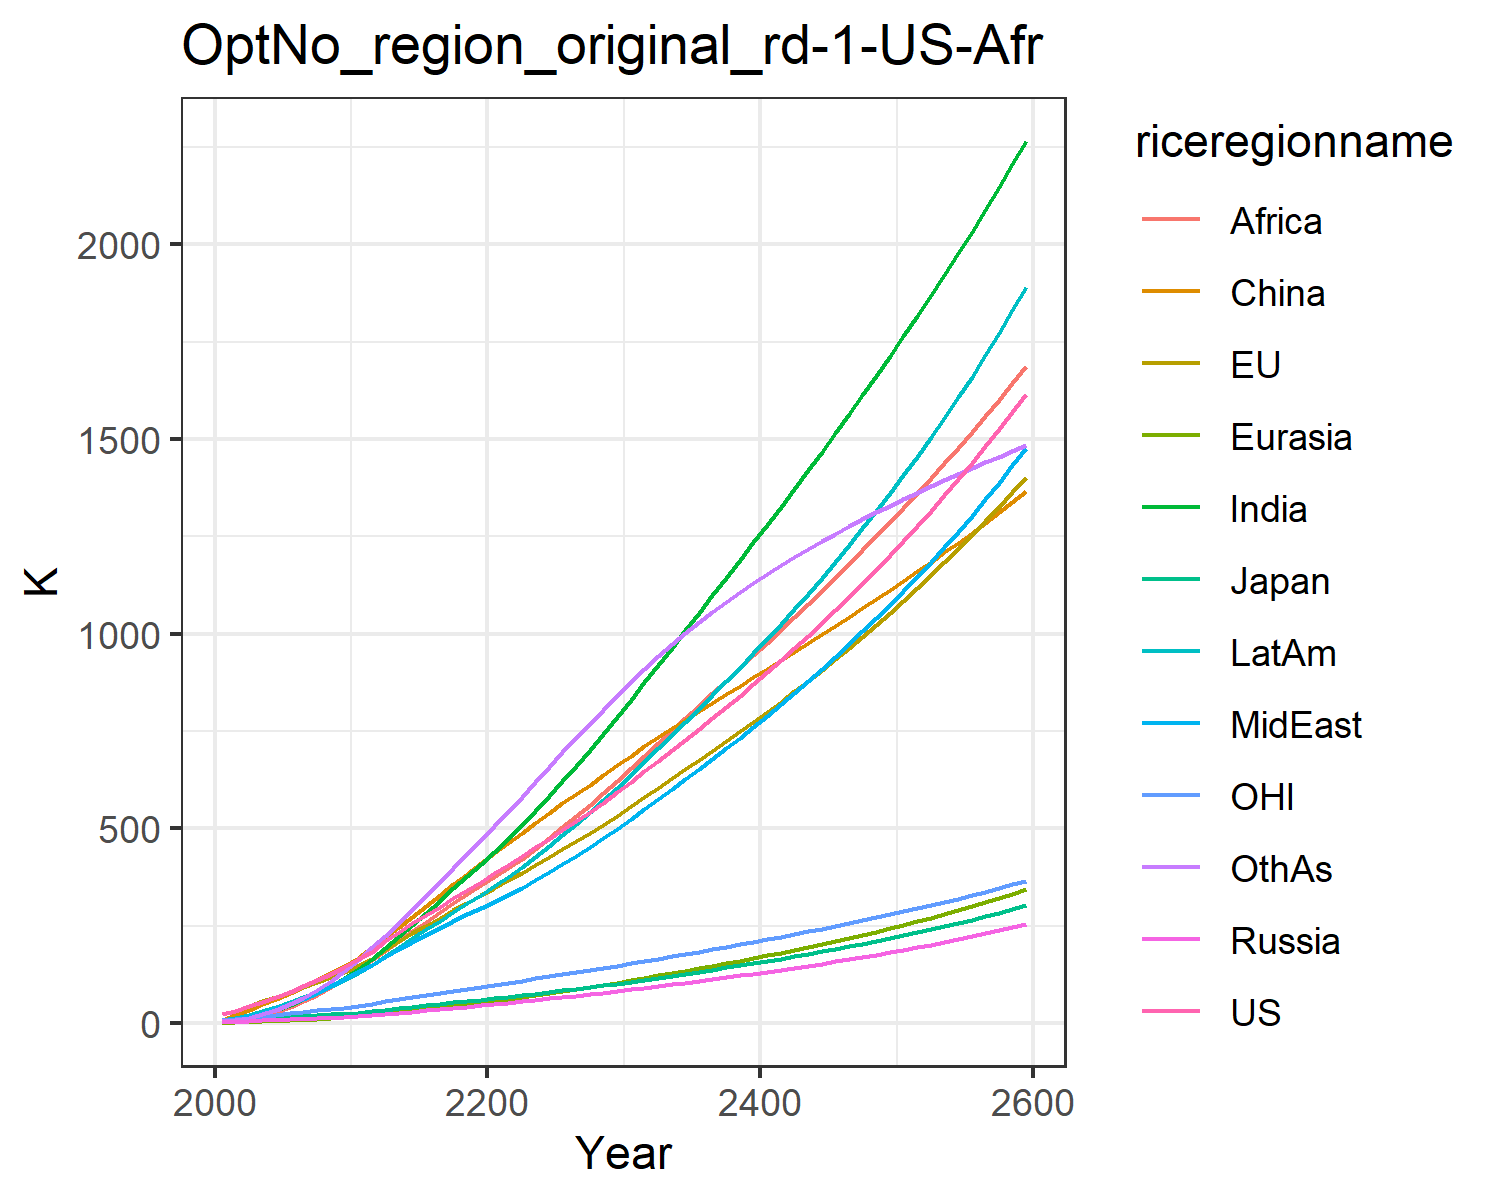 OptNo_region_original_rd-1-US-Afr
K
2000
1500
1000
500
0
2000 2200 2400 2600
Year
riceregionname
Africa
China
EU
Eurasia
India
Japan
LatAm
MidEast
OHI
OthAs
Russia
US